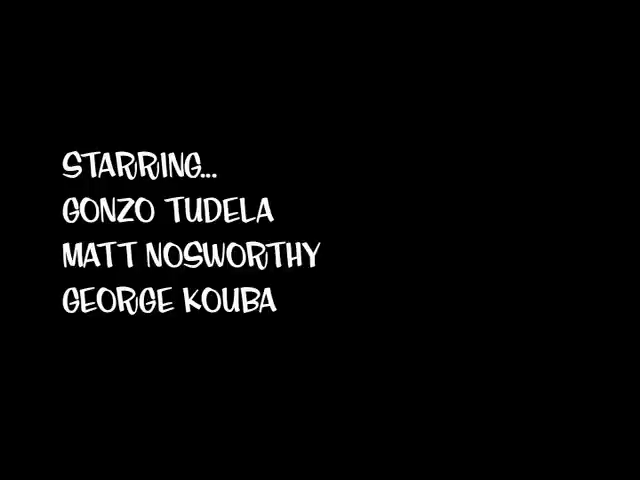 STARRING...
GONZO TUDELA
MATT NOSWORTHY
GEORGE KOUBA